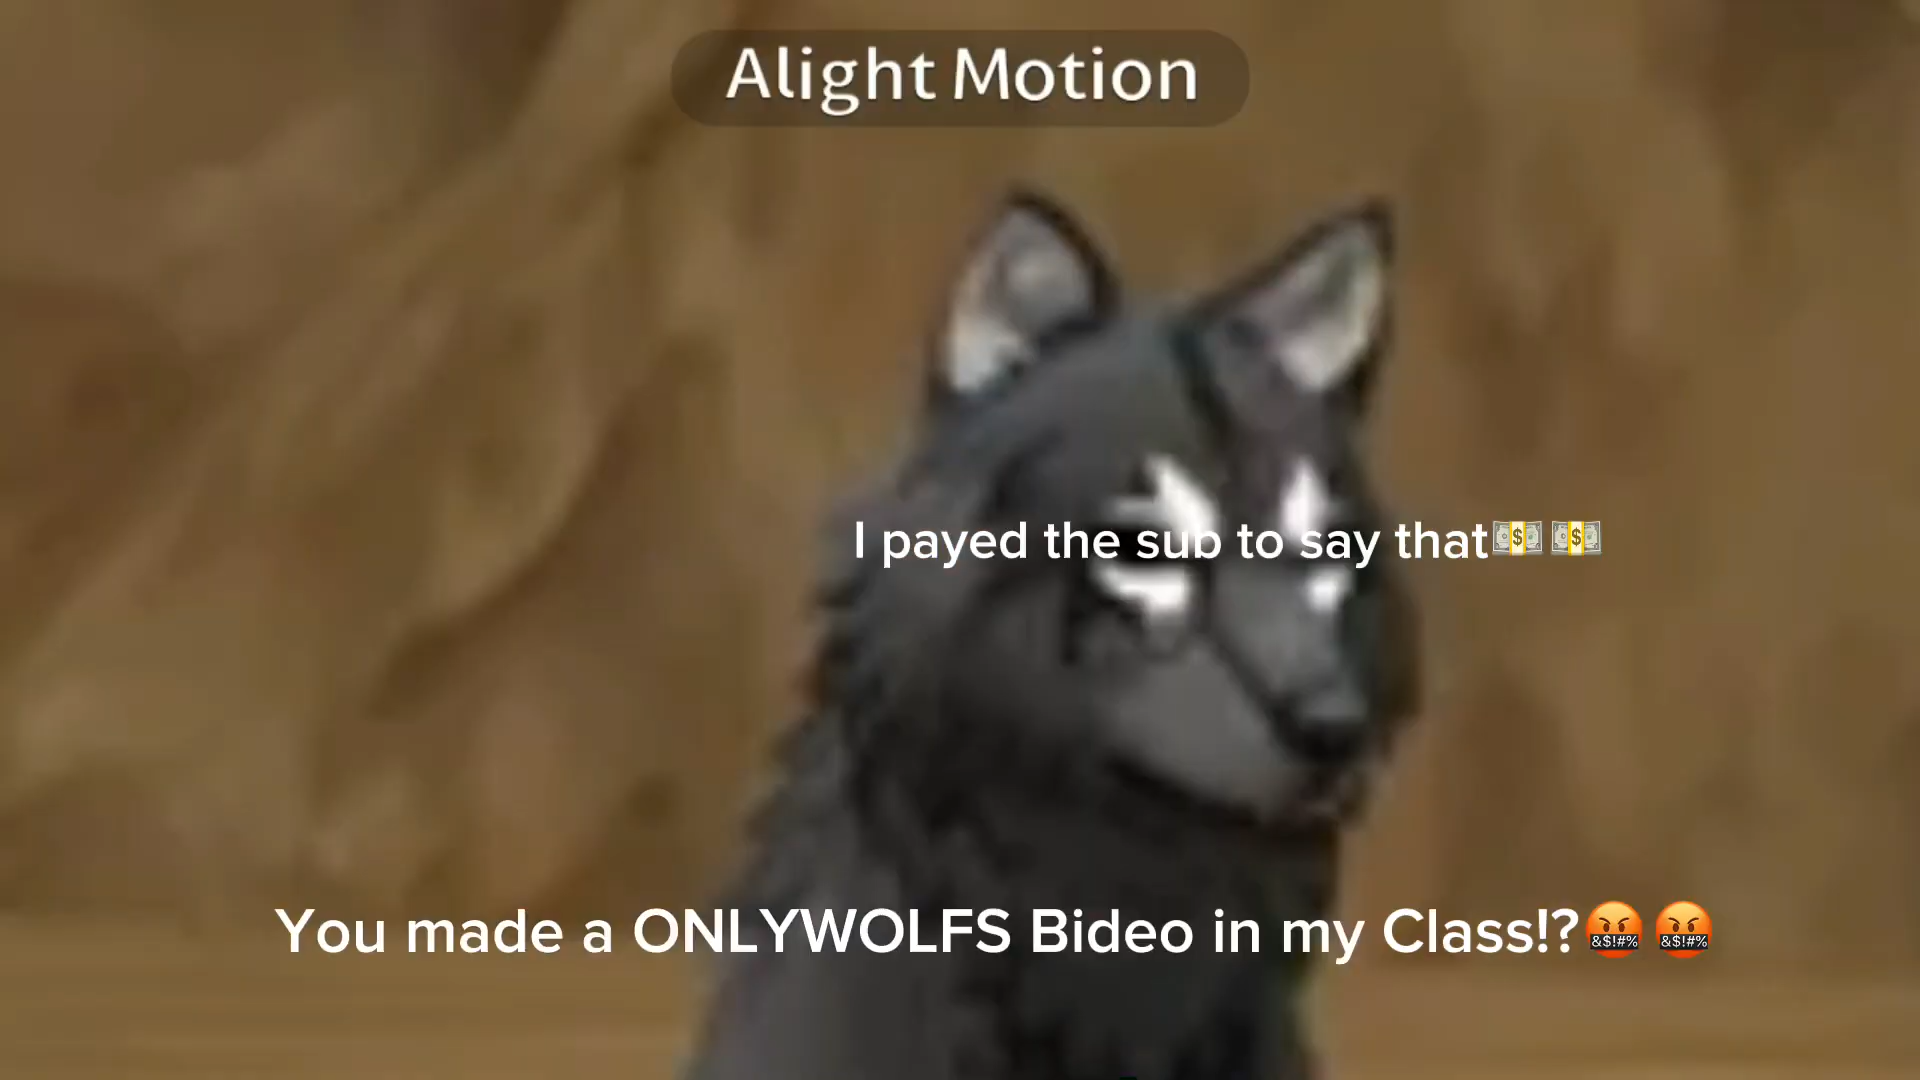 Alight Motion
I payed the sub to say that💵💵
You made a ONLYWOLFS Bideo in my Class!?🤬🤬